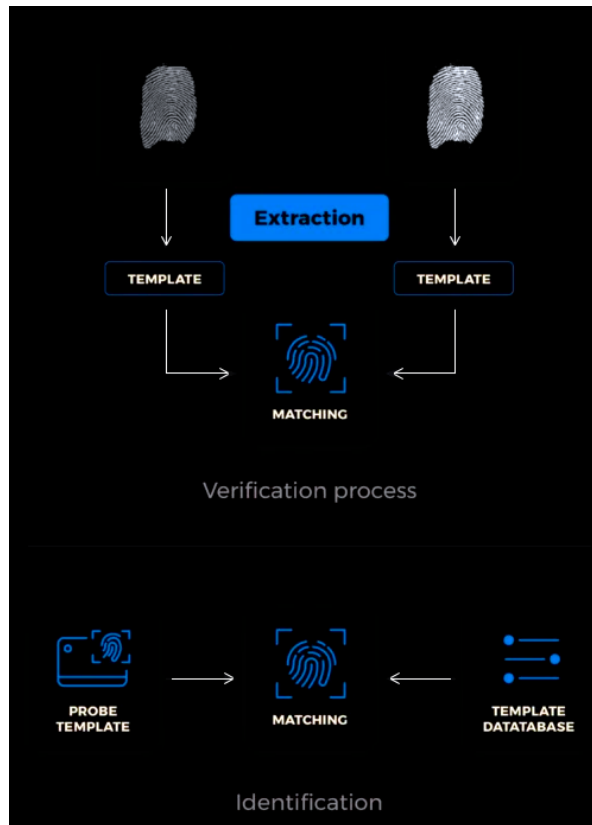 Extraction
TEMPLATE
TEMPLATE
MATCHING
Verification process
PROBE
TEMPLATE
MATCHING
TEMPLATE
DATATABASE
Identification